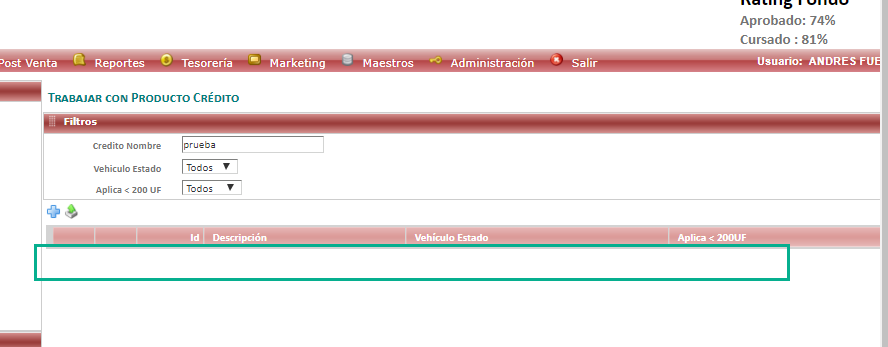 Rating Fondo
Aprobado: 74%
Cursado : 81%
Post Venta Reportes Tesorería Marketing Maestros Administración Salir Usuario: ANDRES FUE
Trabajar con Producto Crédito
Filtros
Credito Nombre prueba
Vehiculo Estado Todos
Aplica < 200 UF Todos
Id Descripción Vehículo Estado Aplica < 200UF